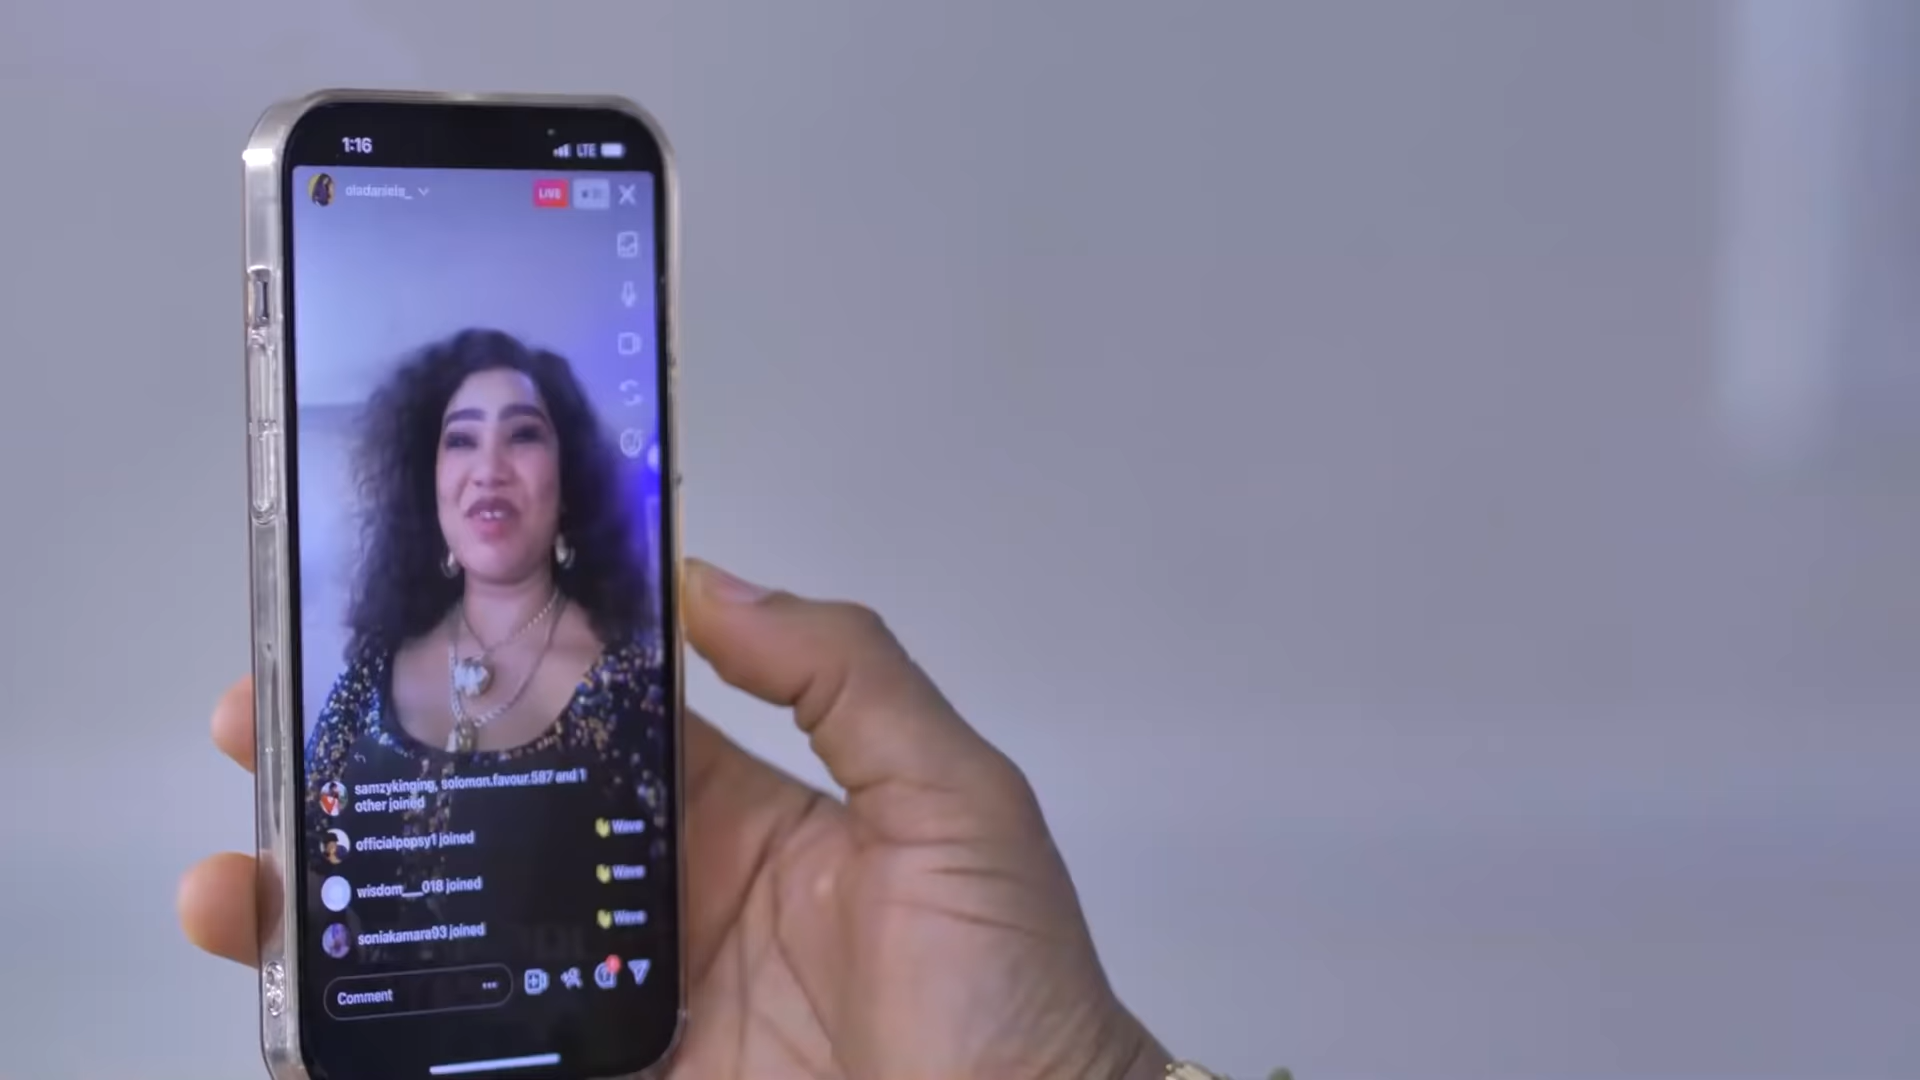 1:16
LTE
oladaniels_
LIVE
samzykinging, solomon.favour.587 and 1
other joined
officialpopsy1 joined
Wave
wisdom___018 joined
Wave
soniakamara93 joined
Wave
Comment